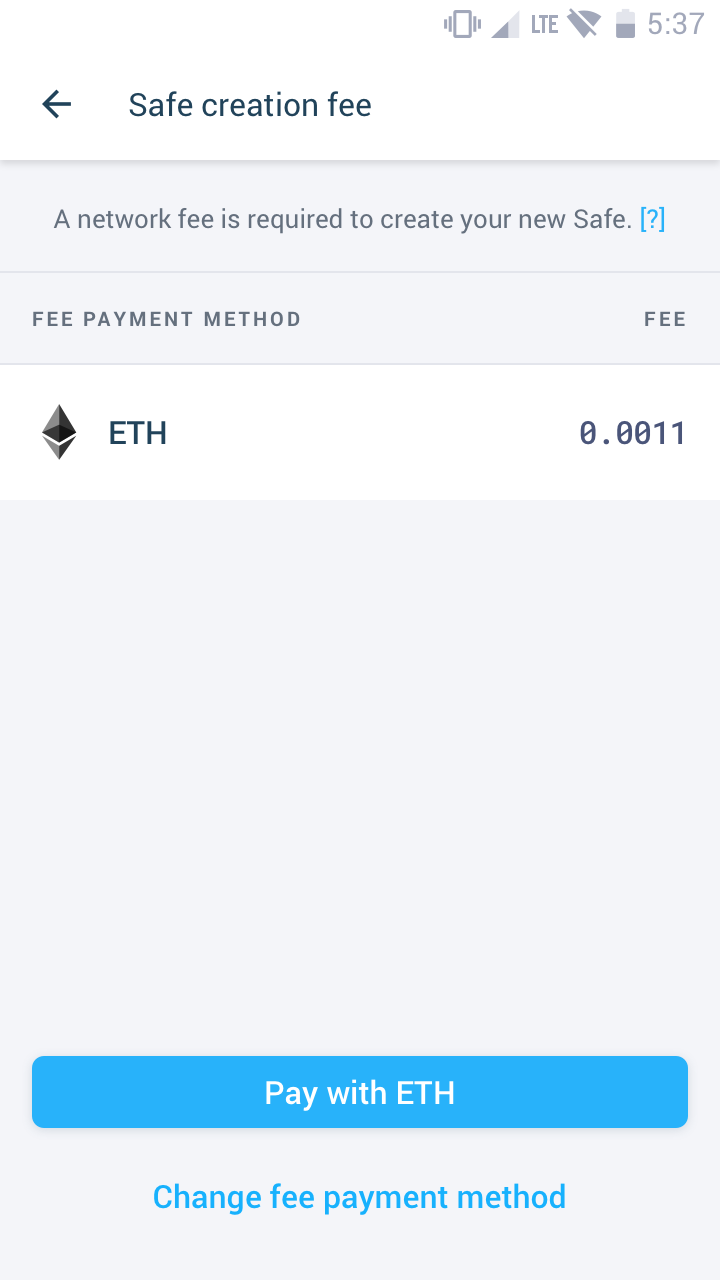 LTE 5:37
Safe creation fee
A network fee is required to create your new Safe. [?]
FEE PAYMENT METHOD FEE
ETH 0.0011
Pay with ETH
Change fee payment method